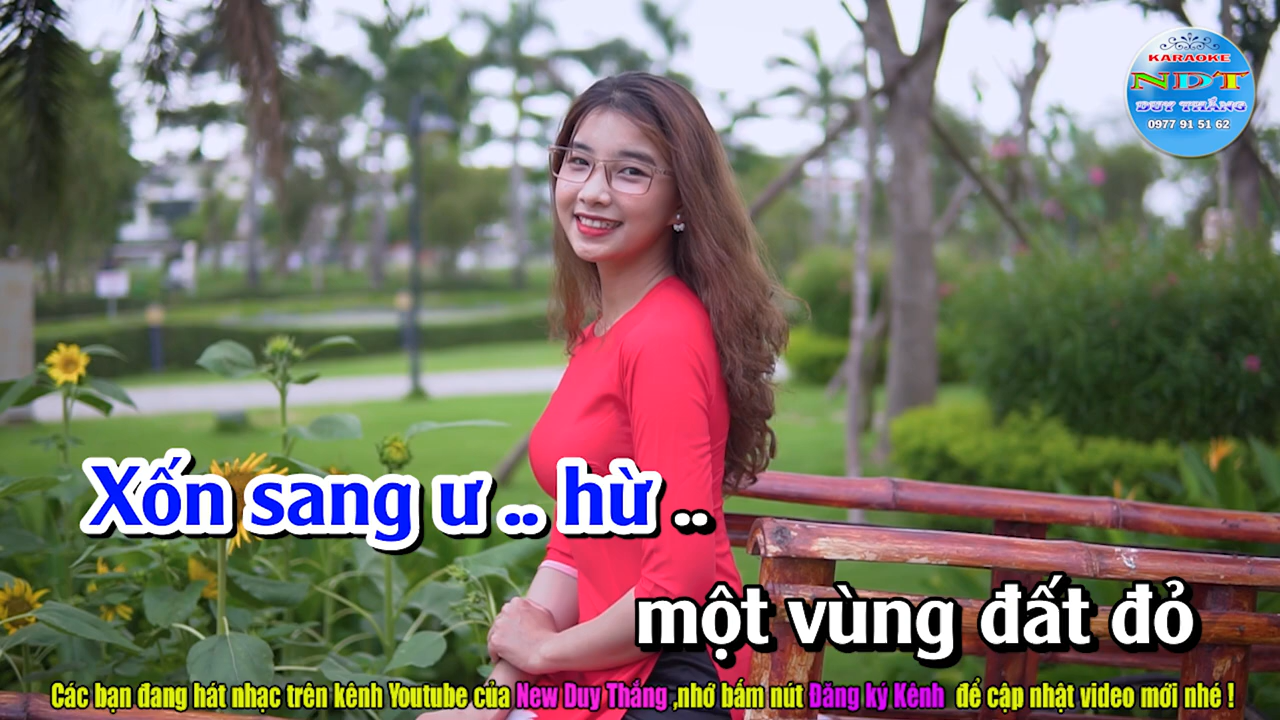 KARAOKE
NDT
DUY THẮNG
0977 91 51 62
Xốn sang ư .. hừ ..
một vùng đất đỏ
Các bạn đang hát nhạc trên kênh Youtube của New Duy Thắng ,nhớ bấm nút Đăng ký Kênh để cập nhật video mới nhé !